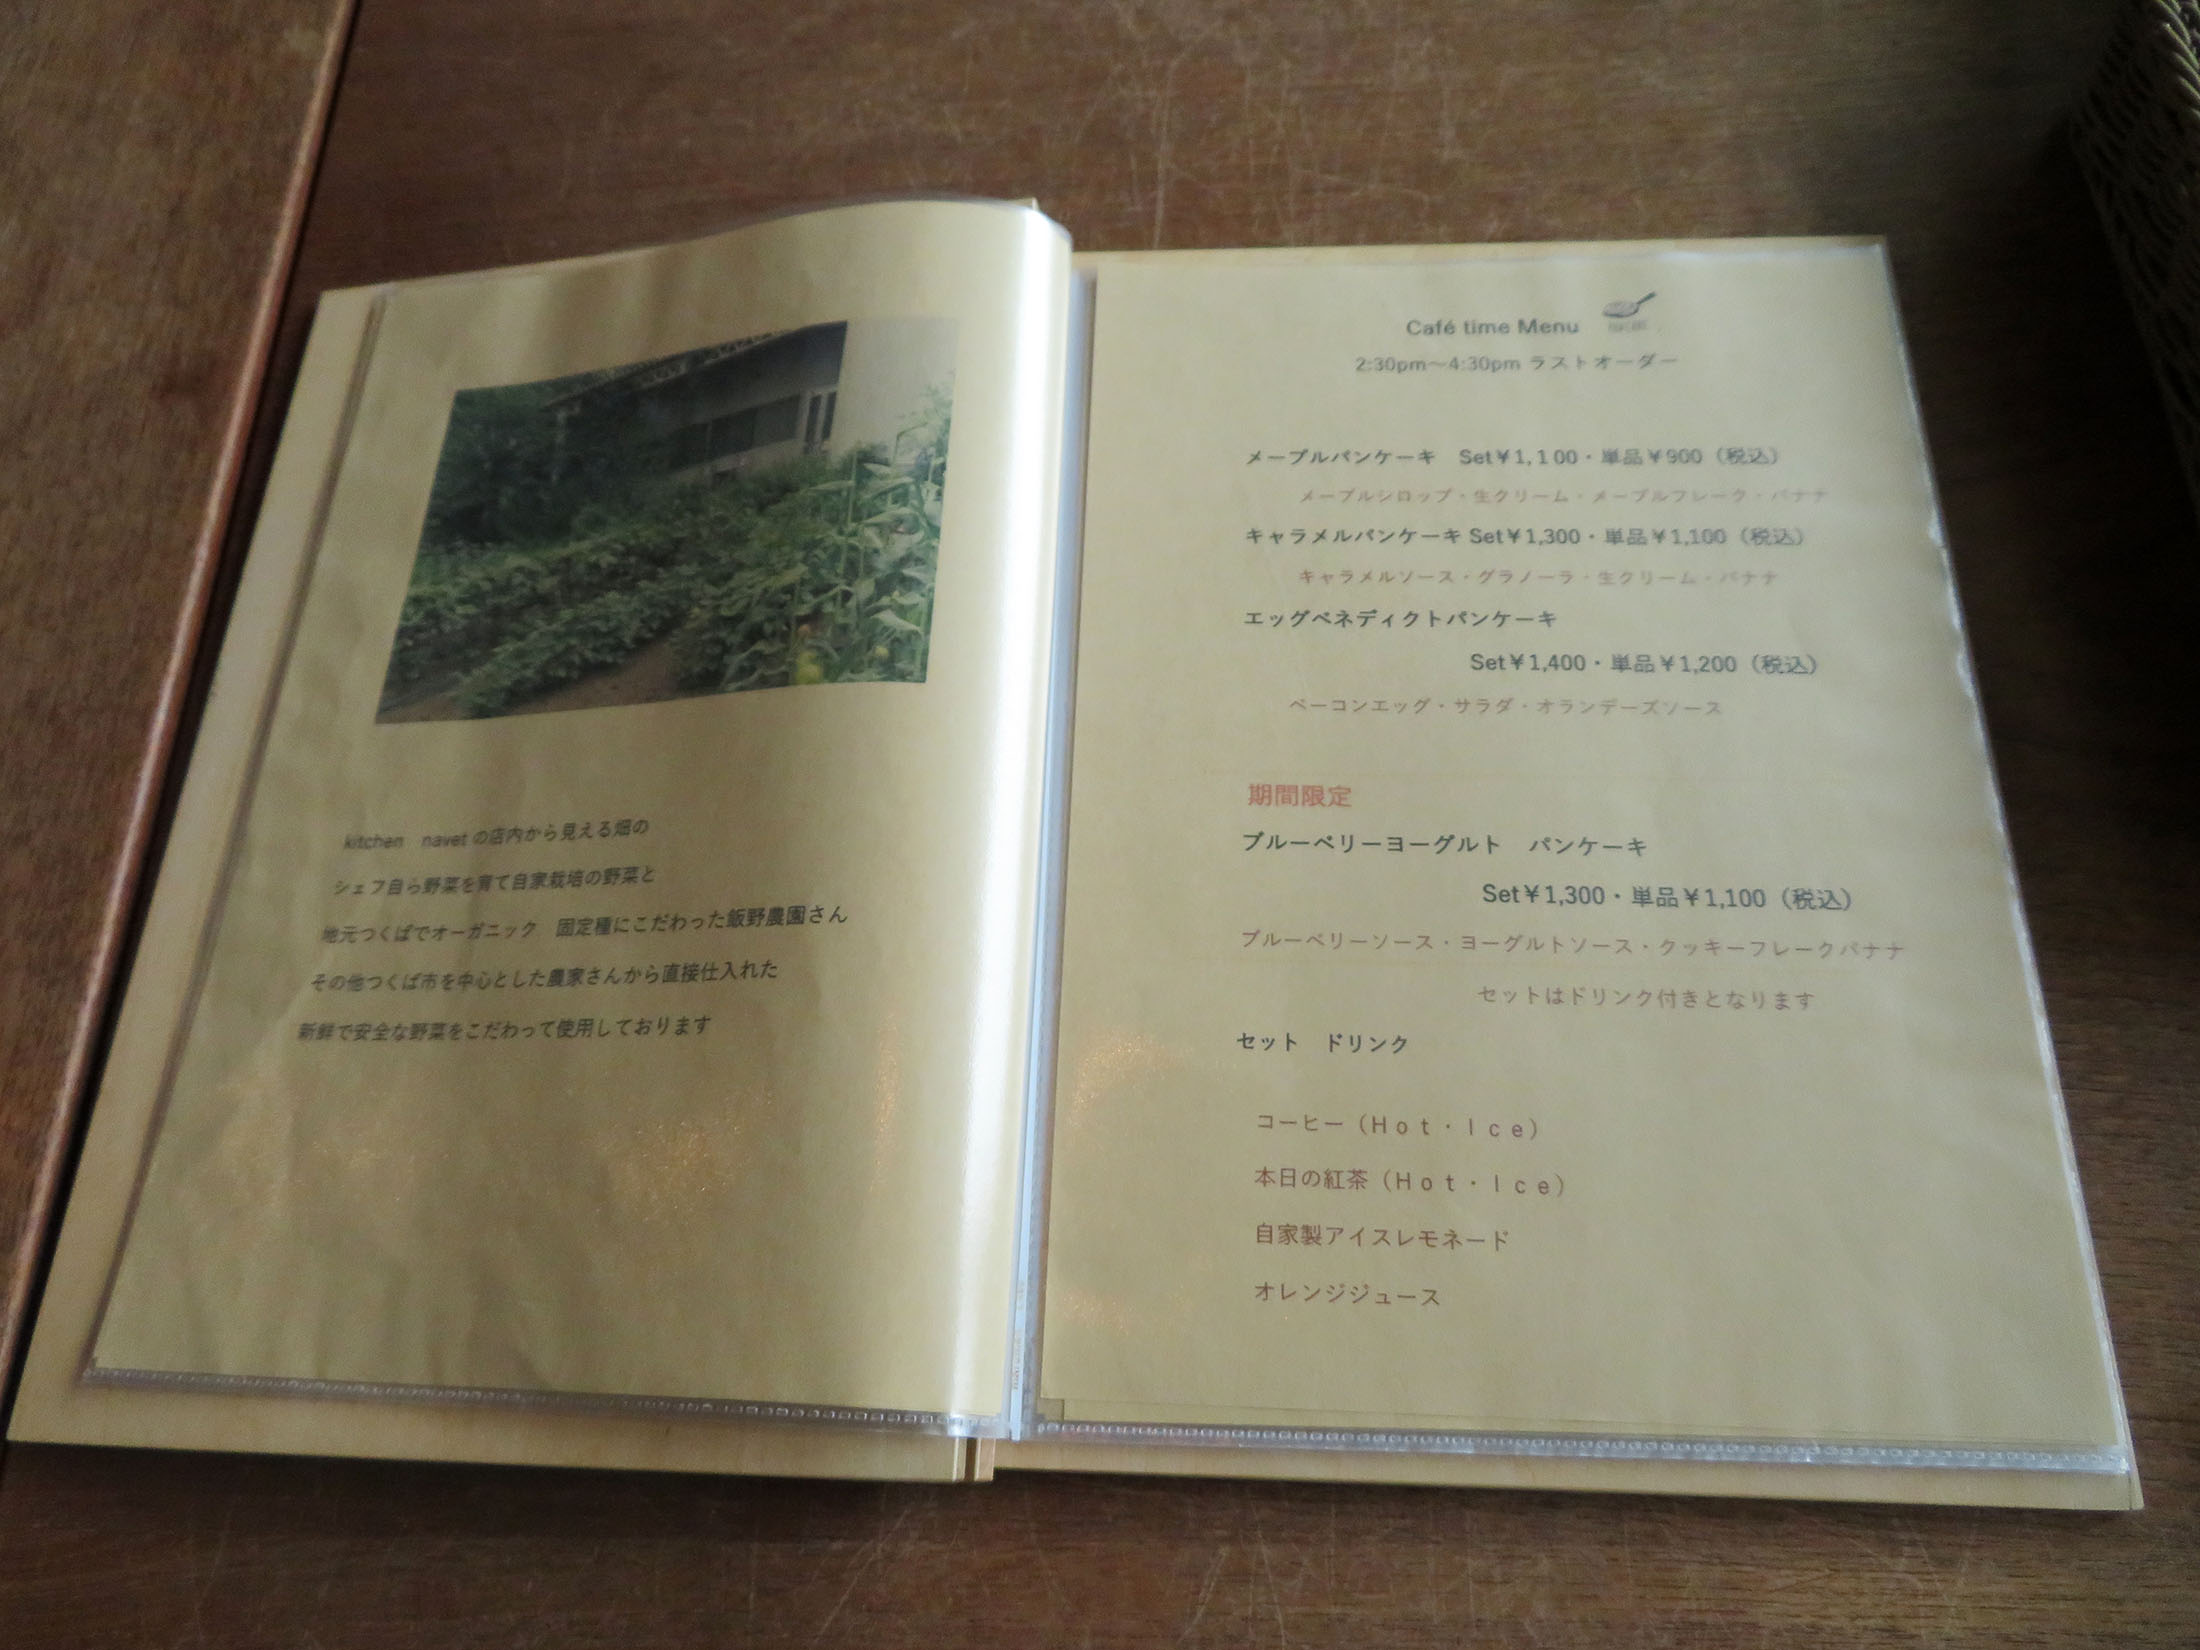 kitchen navet の店内から見える畑の
シェフ自ら野菜を育て自家栽培の野菜と
地元つくばでオーガニック 固定種にこだわった飯野農園さん
その他つくば市を中心とした農家さんから直接仕入れた
新鮮で安全な野菜をこだわって使用しております
Café time Menu
2:30pm～4:30pm ラストオーダー
メープルパンケーキ Set￥1,100・単品￥900（税込）
メープルシロップ・生クリーム・メープルフレーク・バナナ
キャラメルパンケーキ Set￥1,300・単品￥1,100（税込）
キャラメルソース・グラノーラ・生クリーム・バナナ
エッグベネディクトパンケーキ
Set￥1,400・単品￥1,200（税込）
ベーコンエッグ・サラダ・オランデーズソース
期間限定
ブルーベリーヨーグルト パンケーキ
Set￥1,300・単品￥1,100（税込）
ブルーベリーソース・ヨーグルトソース・クッキーフレークバナナ
セットはドリンク付きとなります
セット ドリンク
コーヒー（Hot・Ice）
本日の紅茶（Hot・Ice）
自家製アイスレモネード
オレンジジュース